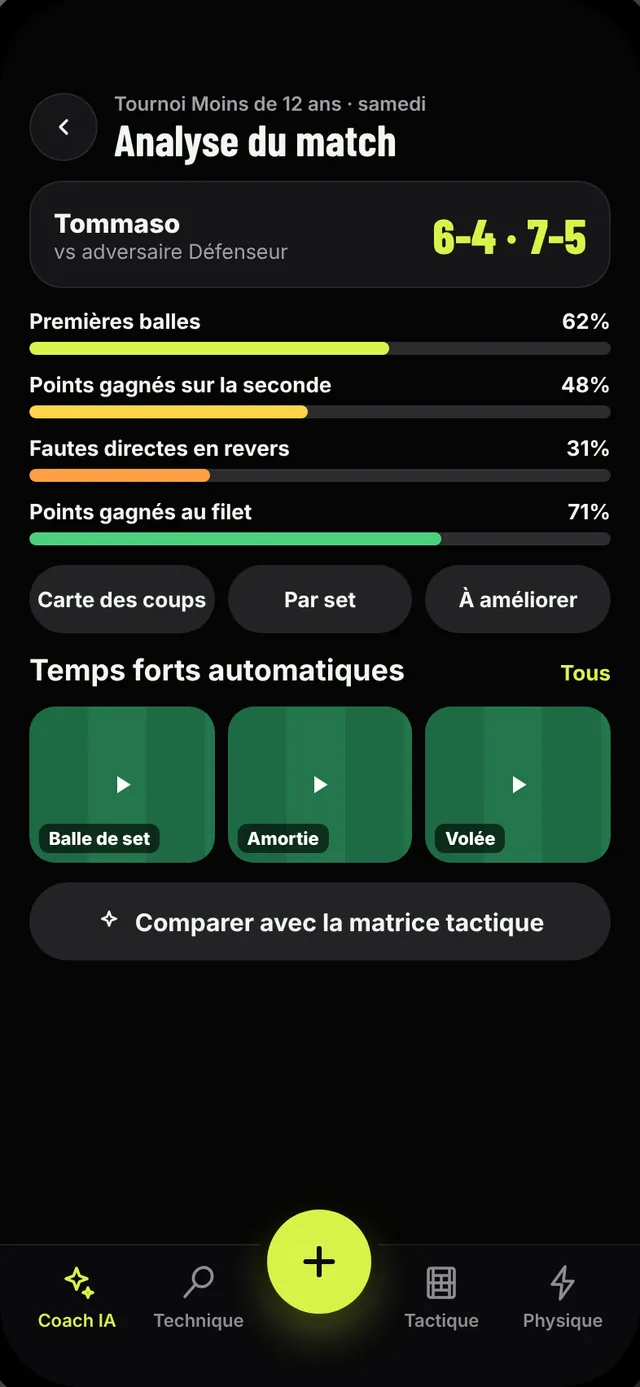 Tournoi Moins de 12 ans · samedi
Analyse du match
Tommaso
vs adversaire Défenseur
6-4 · 7-5
Premières balles 62%
Points gagnés sur la seconde 48%
Fautes directes en revers 31%
Points gagnés au filet 71%
Carte des coups
Par set
À améliorer
Temps forts automatiques
Tous
Balle de set
Amortie
Volée
Comparer avec la matrice tactique
Coach IA
Technique
Tactique
Physique